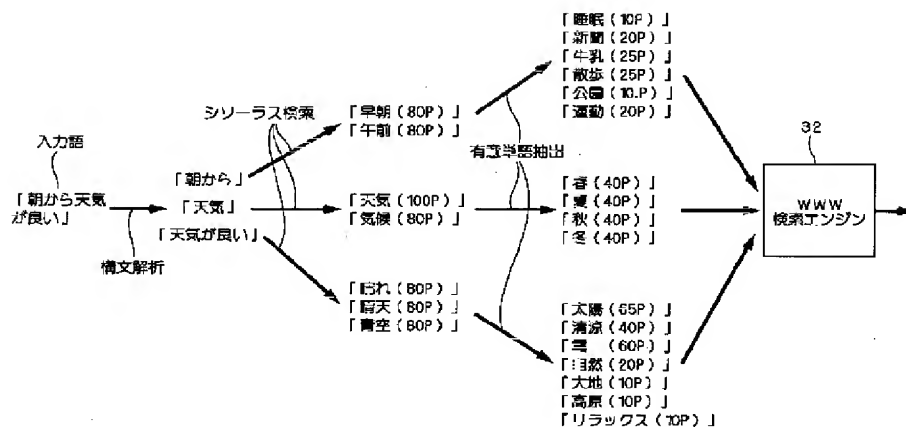 入力語
「朝から天気
が良い」
構文解析
シソーラス検索
「朝から」
「天気」
「天気が良い」
「早朝(80P)」
「午前(80P)」
「天気(100P)」
「気候(80P)」
「晴れ(80P)」
「晴天(80P)」
「青空(60P)」
有意単語抽出
「睡眠(10P)」
「新聞(20P)」
「牛乳(25P)」
「散歩(25P)」
「公園(10P)」
「運動(20P)」
「春(40P)」
「夏(40P)」
「秋(40P)」
「冬(40P)」
「太陽(65P)」
「清涼(40P)」
「雲 (60P)」
「自然(20P)」
「大地(10P)」
「高原(10P)」
「リラックス(10P)」
32
WWW
検索エンジン